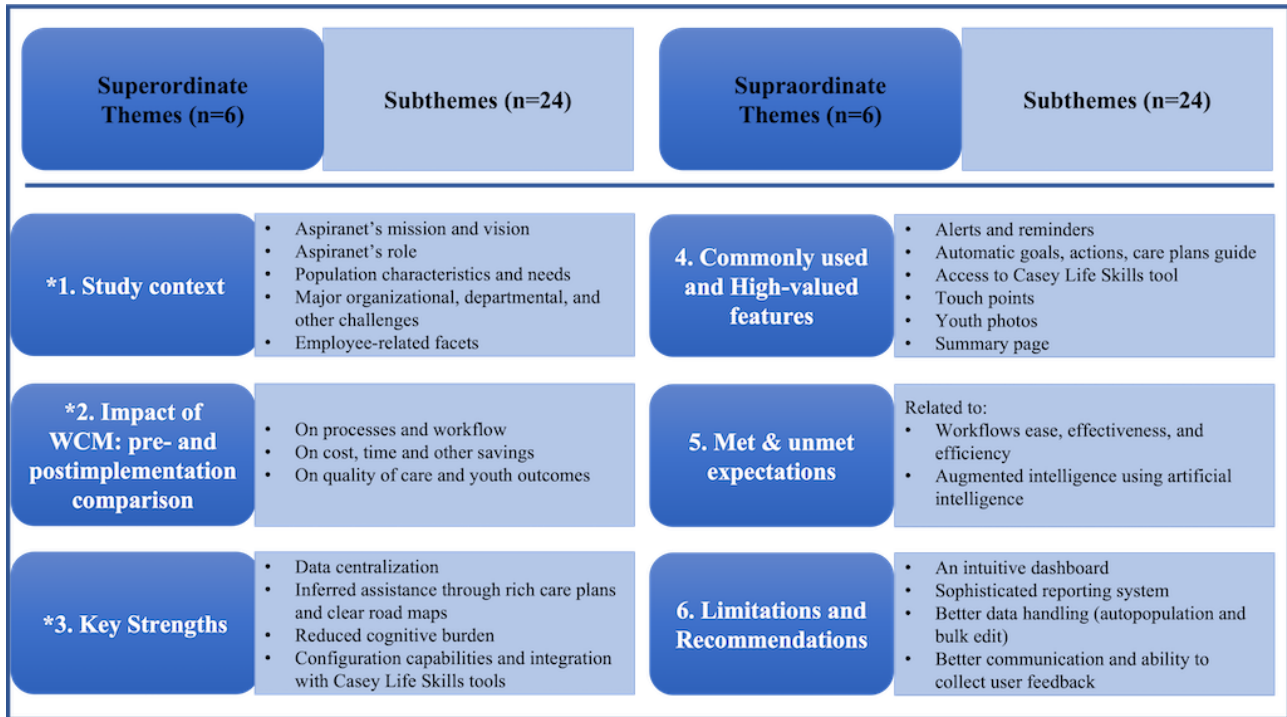 Superordinate
Themes (n=6)
Subthemes (n=24)
Supraordinate
Themes (n=6)
Subthemes (n=24)
*1. Study context
• Aspiranet’s mission and vision
• Aspiranet’s role
• Population characteristics and needs
• Major organizational, departmental, and
other challenges
• Employee-related facets
*2. Impact of
WCM: pre- and
postimplementation
comparison
• On processes and workflow
• On cost, time and other savings
• On quality of care and youth outcomes
*3. Key Strengths
• Data centralization
• Inferred assistance through rich care plans
and clear road maps
• Reduced cognitive burden
• Configuration capabilities and integration
with Casey Life Skills tools
4. Commonly used
and High-valued
features
• Alerts and reminders
• Automatic goals, actions, care plans guide
• Access to Casey Life Skills tool
• Touch points
• Youth photos
• Summary page
5. Met & unmet
expectations
Related to:
• Workflows ease, effectiveness, and
efficiency
• Augmented intelligence using artificial
intelligence
6. Limitations and
Recommendations
• An intuitive dashboard
• Sophisticated reporting system
• Better data handling (autopopulation and
bulk edit)
• Better communication and ability to
collect user feedback